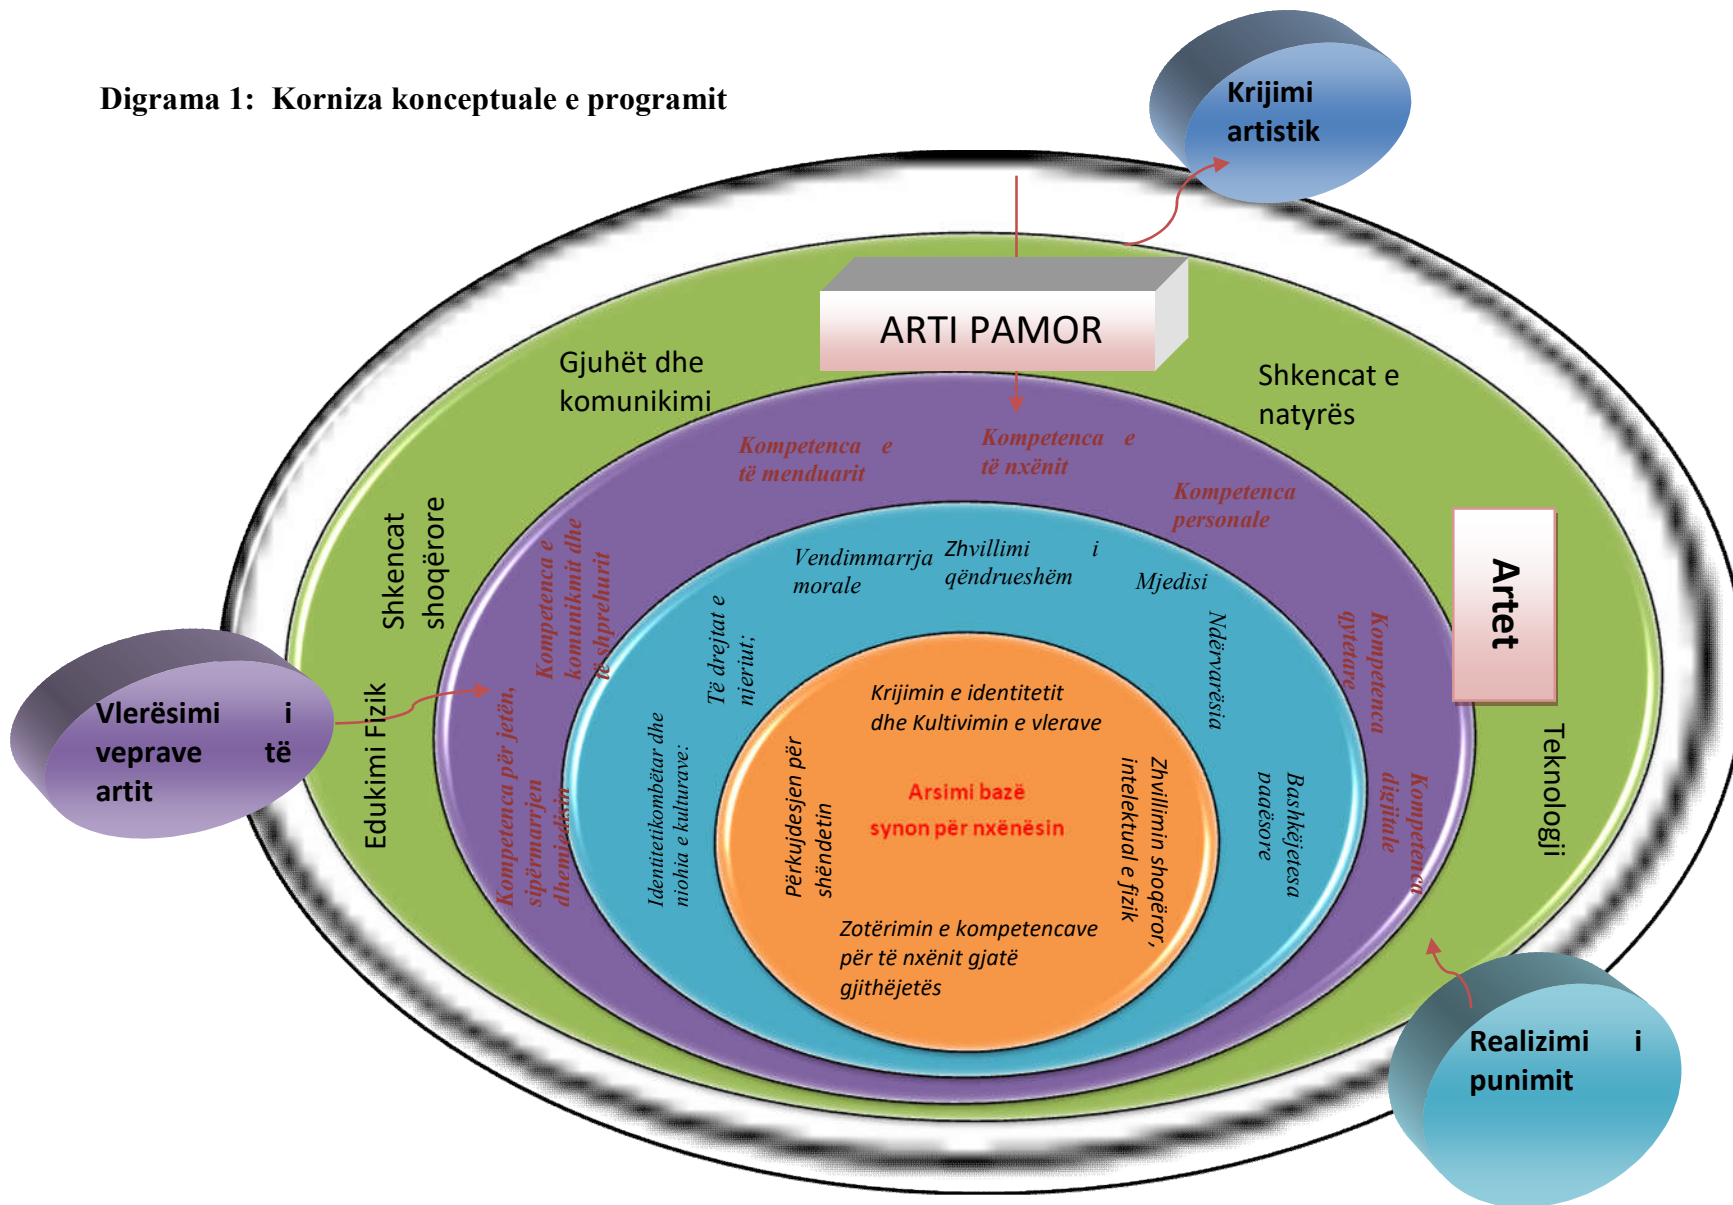 Digrama 1: Korniza konceptuale e programit
Krijimi
artistik
ARTI PAMOR
Gjuhët dhe
komunikimi
Shkencat e
natyrës
Shkencat
shoqërore
Edukimi Fizik
Artet
Teknologji
Vlerësimi i
veprave të
artit
Realizimi i
punimit
Kompetenca e
të menduarit
Kompetenca e
të nxënit
Kompetenca
personale
Kompetenca e
komunikmit dhe
të shprehurit
Kompetenca për jetën,
sipërmarrjen
dhemjedisin
Kompetenca
qytetare
Kompetenca
digjitale
Vendimmarrja
morale
Zhvillimi i
qëndrueshëm
Mjedisi
Ndërvarësia
Bashkëjetesa
paqësore
Të drejtat e
njeriut;
Identitetikombëtar dhe
njohja e kulturave:
Krijimin e identitetit
dhe Kultivimin e vlerave
Përkujdesjen për
shëndetin
Arsimi bazë
synon për nxënësin
Zhvillimin shoqëror,
intelektual e fizik
Zotërimin e kompetencave
për të nxënit gjatë
gjithëjetës